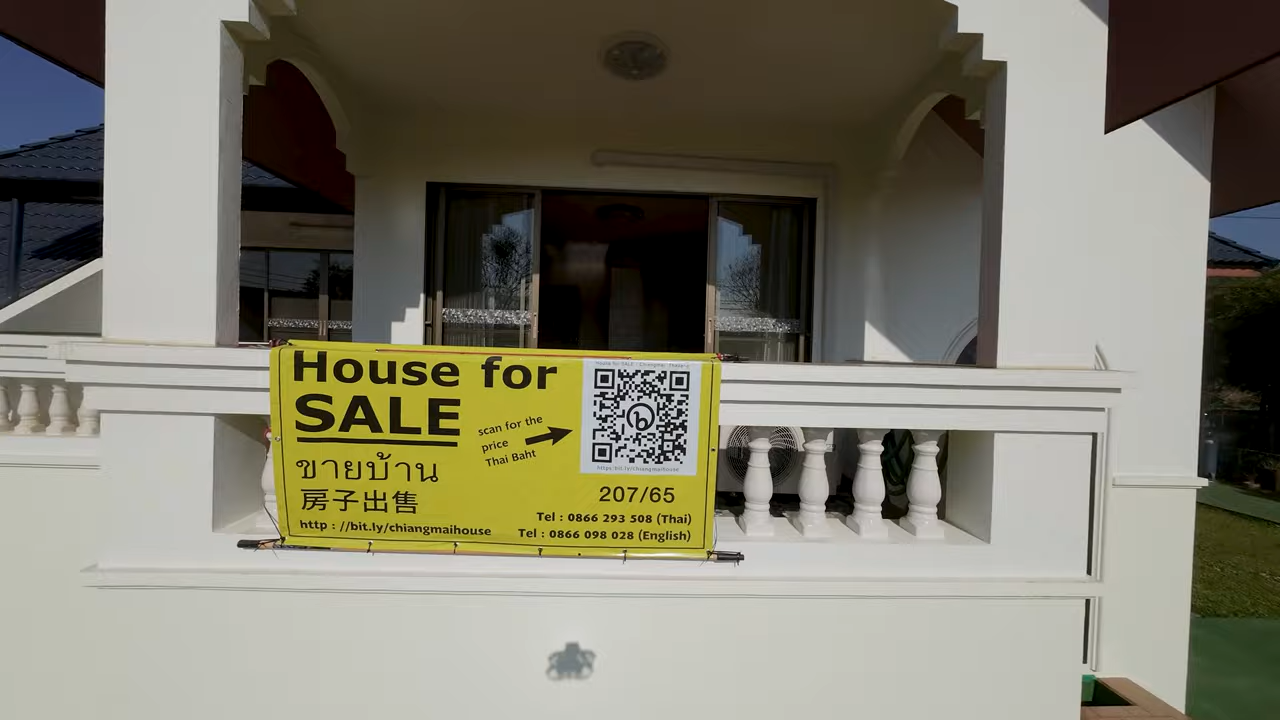 House for
SALE
scan for the
price
Thai Baht
ขายบ้าน
房子出售
http : //bit.ly/chiangmaihouse
207/65
Tel : 0866 293 508 (Thai)
Tel : 0866 098 028 (English)